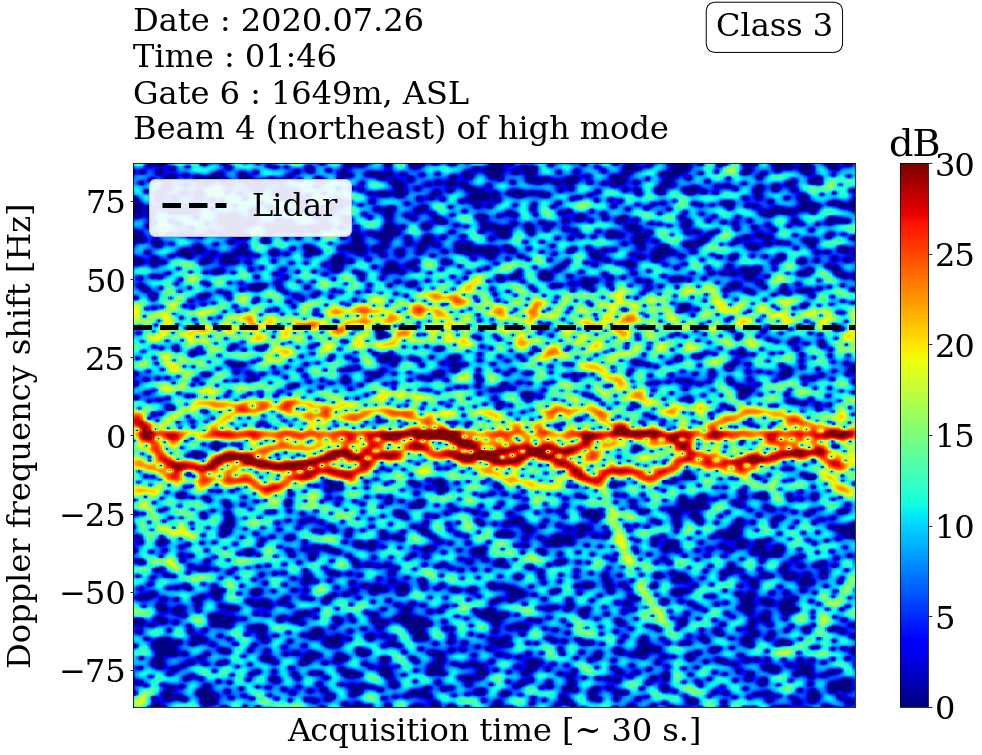 Date : 2020.07.26
Time : 01:46
Gate 6 : 1649m, ASL
Beam 4 (northeast) of high mode
Class 3
dB
Lidar
75
50
25
0
−25
−50
−75
Doppler frequency shift [Hz]
Acquisition time [~ 30 s.]
30
25
20
15
10
5
0